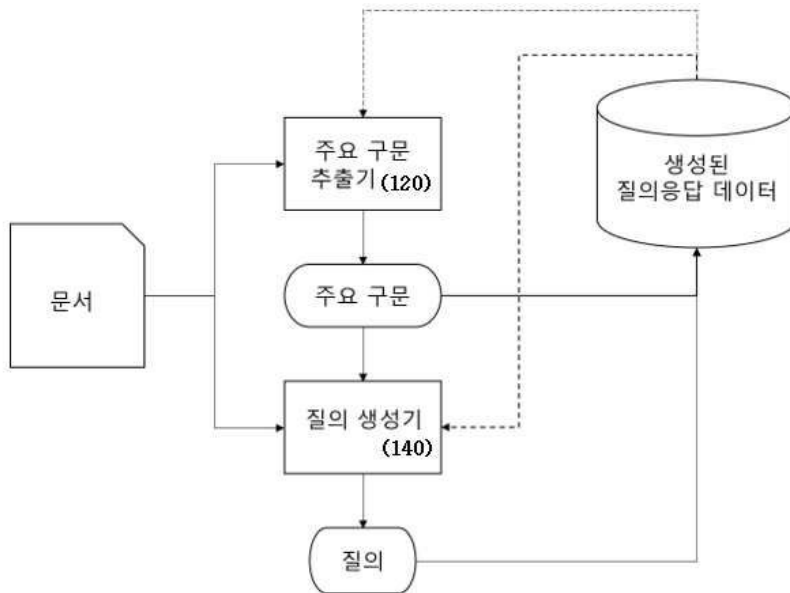 주요 구문
추출기 (120)
생성된
질의응답 데이터
문서
주요 구문
질의 생성기
(140)
질의